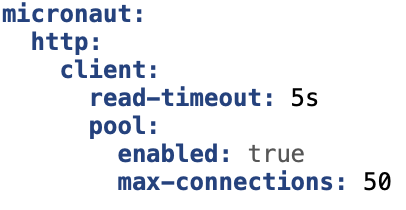 micronaut:
  http:
    client:
      read-timeout: 5s
      pool:
        enabled: true
        max-connections: 50